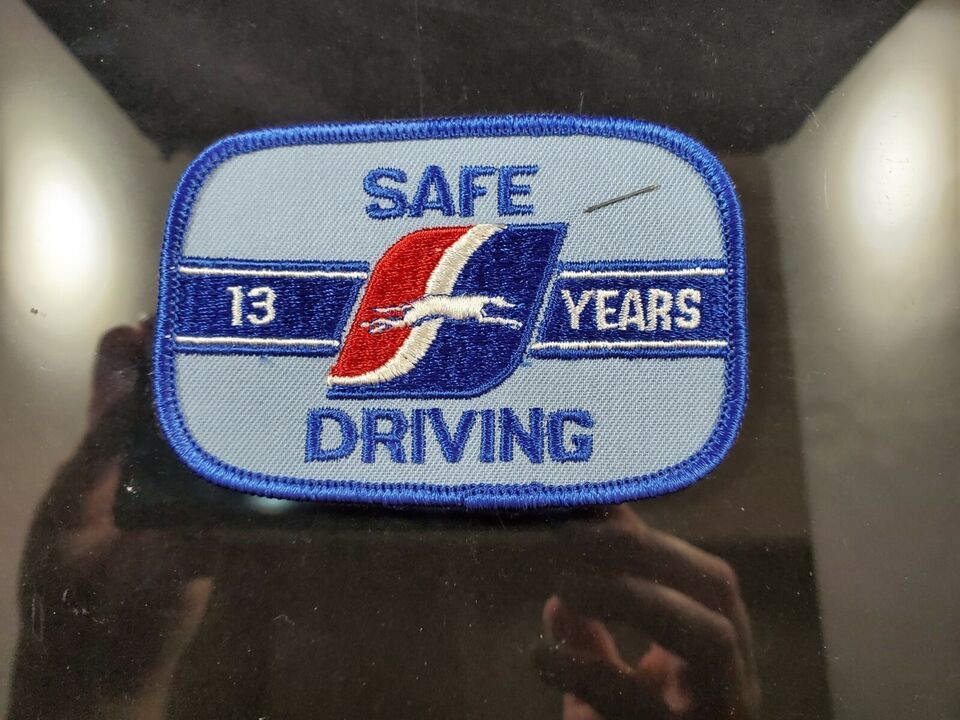 SAFE
13 YEARS
DRIVING